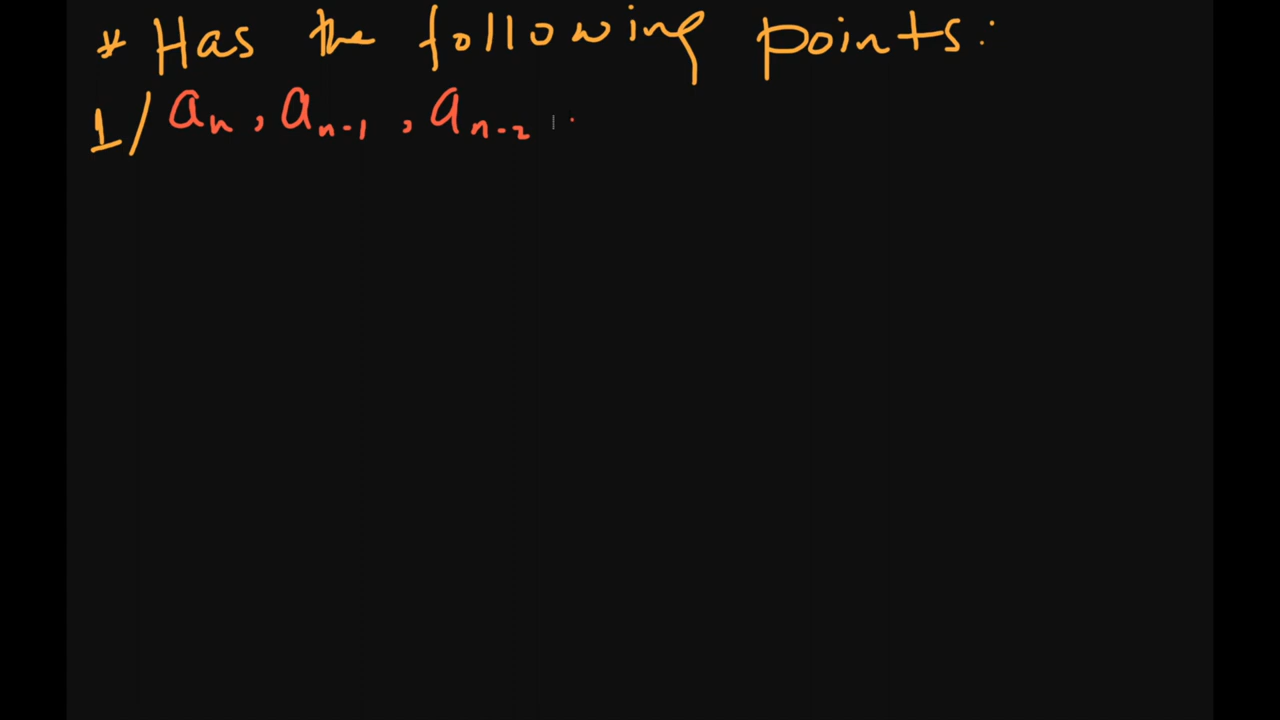 * Has the following points:
1/ aₙ, aₙ₋₁, aₙ₋₂ .